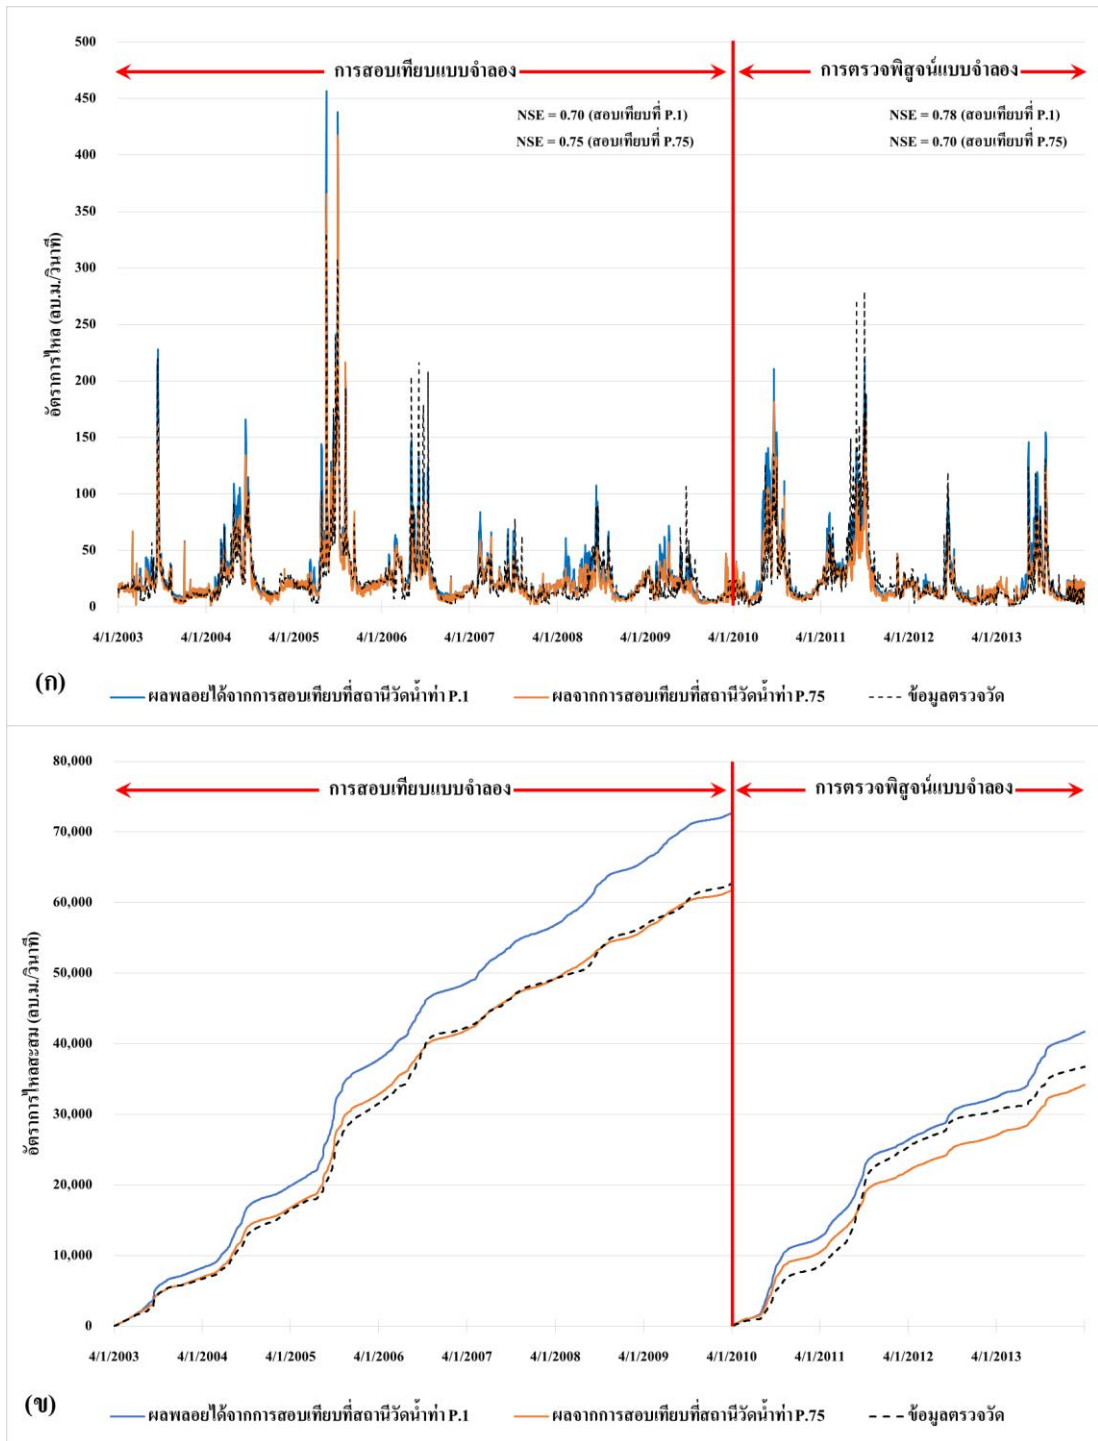 500
การสอบเทียบแบบจำลอง
การตรวจพิสูจน์แบบจำลอง
450
NSE = 0.70 (สอบเทียบที่ P.1)
NSE = 0.78 (สอบเทียบที่ P.1)
NSE = 0.75 (สอบเทียบที่ P.75)
NSE = 0.70 (สอบเทียบที่ P.75)
400
350
300
250
200
150
100
50
0
อัตราการไหล (ลบ.ม./วินาที)
4/1/2003 4/1/2004 4/1/2005 4/1/2006 4/1/2007 4/1/2008 4/1/2009 4/1/2010 4/1/2011 4/1/2012 4/1/2013
(ก)
ผลพลอยได้จากการสอบเทียบที่สถานีวัดน้ำท่า P.1 ผลจากการสอบเทียบที่สถานีวัดน้ำท่า P.75 ข้อมูลตรวจวัด
80,000
การสอบเทียบแบบจำลอง
การตรวจพิสูจน์แบบจำลอง
70,000
60,000
50,000
40,000
30,000
20,000
10,000
0
อัตราการไหลสะสม (ลบ.ม./วินาที)
4/1/2003 4/1/2004 4/1/2005 4/1/2006 4/1/2007 4/1/2008 4/1/2009 4/1/2010 4/1/2011 4/1/2012 4/1/2013
(ข)
ผลพลอยได้จากการสอบเทียบที่สถานีวัดน้ำท่า P.1 ผลจากการสอบเทียบที่สถานีวัดน้ำท่า P.75 ข้อมูลตรวจวัด